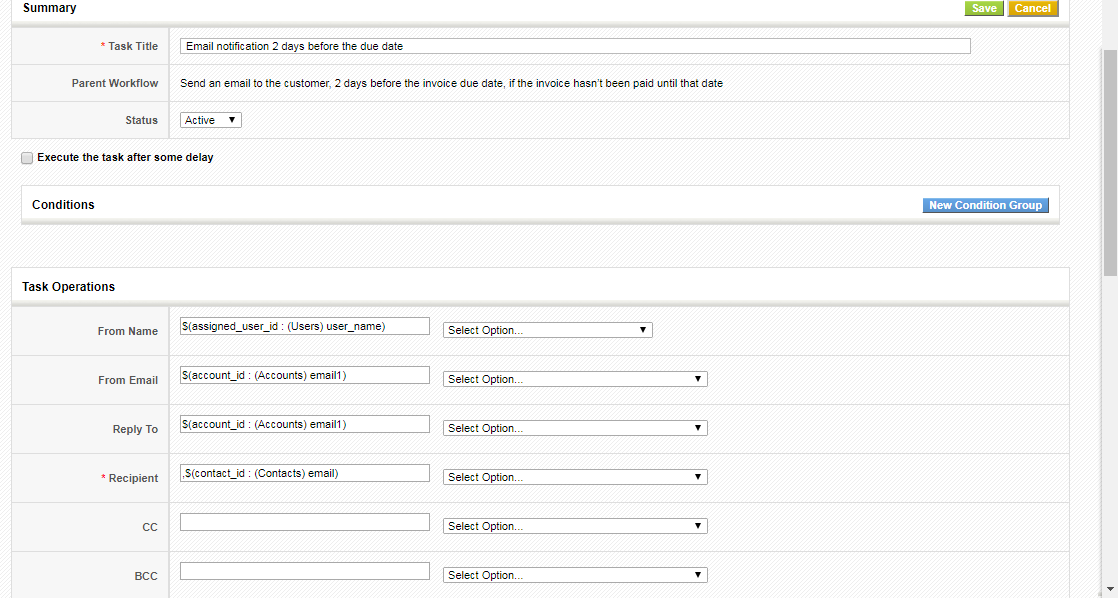 Summary Save Cancel
* Task Title Email notification 2 days before the due date
Parent Workflow Send an email to the customer, 2 days before the invoice due date, if the invoice hasn't been paid until that date
Status Active
Execute the task after some delay
Conditions New Condition Group
Task Operations
From Name $(assigned_user_id : (Users) user_name) Select Option...
From Email $(account_id : (Accounts) email1) Select Option...
Reply To $(account_id : (Accounts) email1) Select Option...
* Recipient ,$(contact_id : (Contacts) email) Select Option...
CC Select Option...
BCC Select Option...